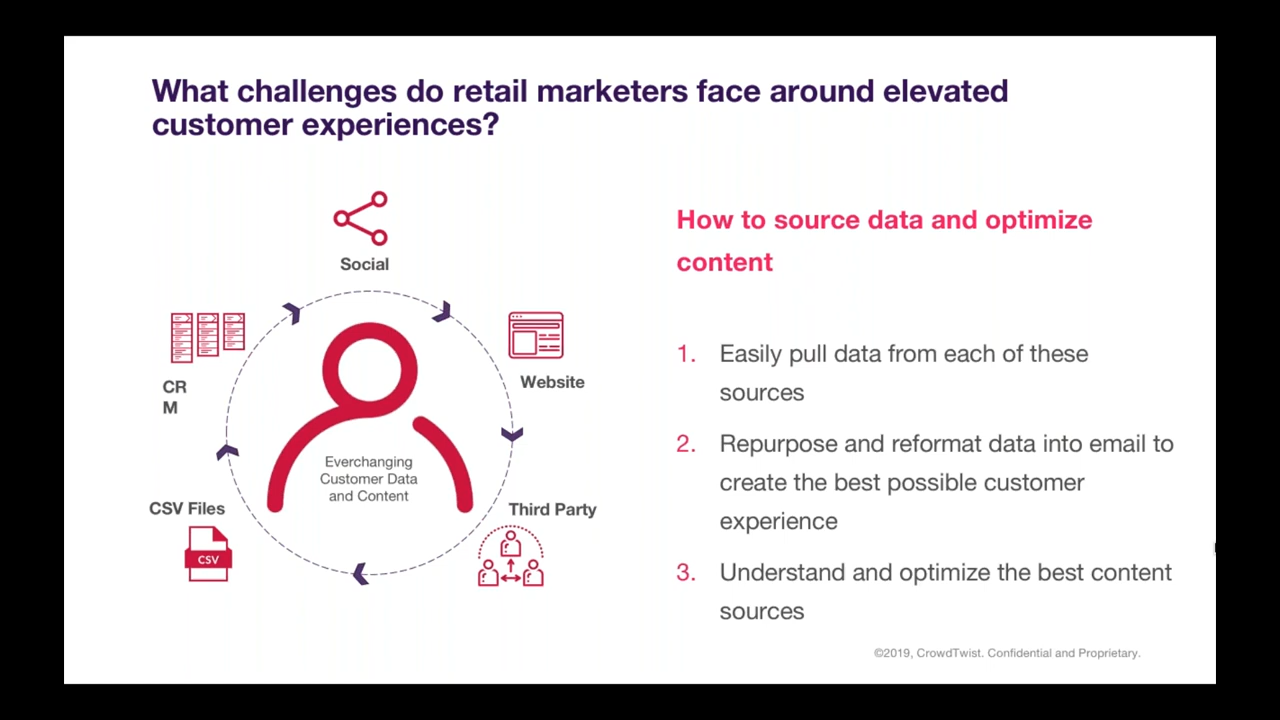 What challenges do retail marketers face around elevated
customer experiences?
Social
Website
Third Party
CSV Files
CSV
CR
M
Everchanging
Customer Data
and Content
How to source data and optimize
content
1. Easily pull data from each of these
sources
2. Repurpose and reformat data into email to
create the best possible customer
experience
3. Understand and optimize the best content
sources
©2019, CrowdTwist. Confidential and Proprietary.